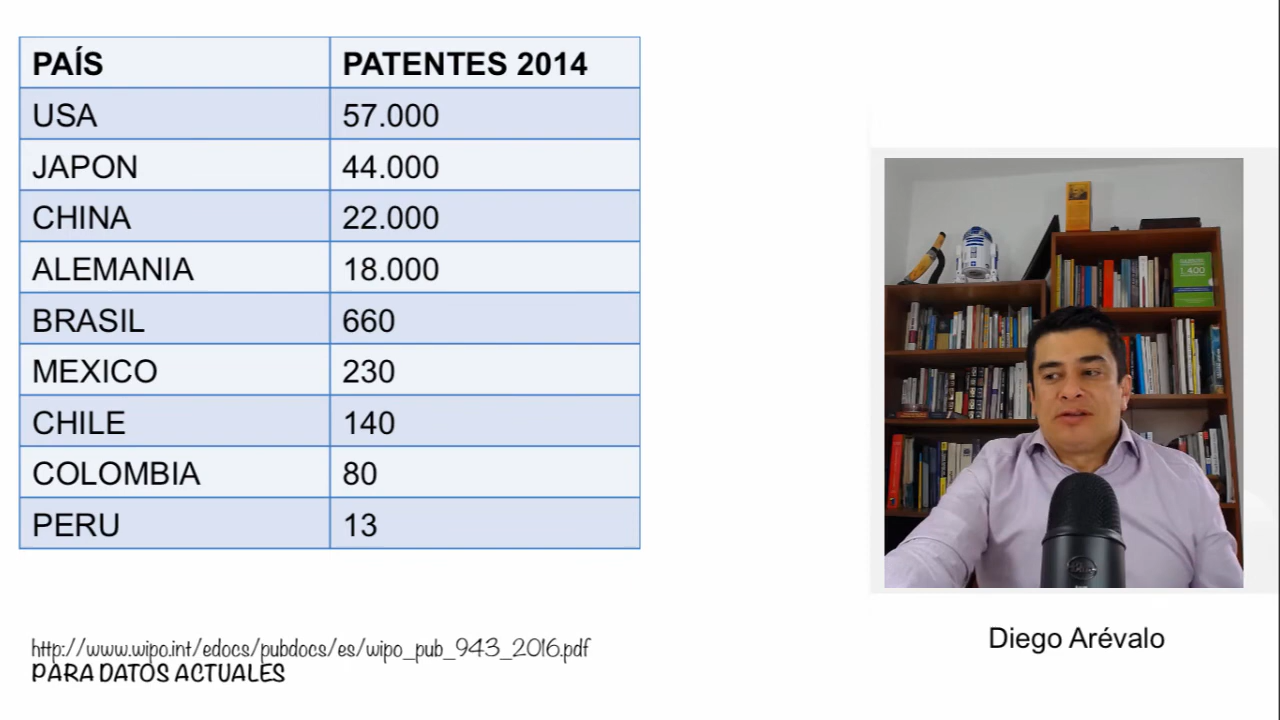 PAÍS PATENTES 2014
USA 57.000
JAPON 44.000
CHINA 22.000
ALEMANIA 18.000
BRASIL 660
MEXICO 230
CHILE 140
COLOMBIA 80
PERU 13
http://www.wipo.int/edocs/pubdocs/es/wipo_pub_943_2016.pdf
PARA DATOS ACTUALES
1.400
Diego Arévalo